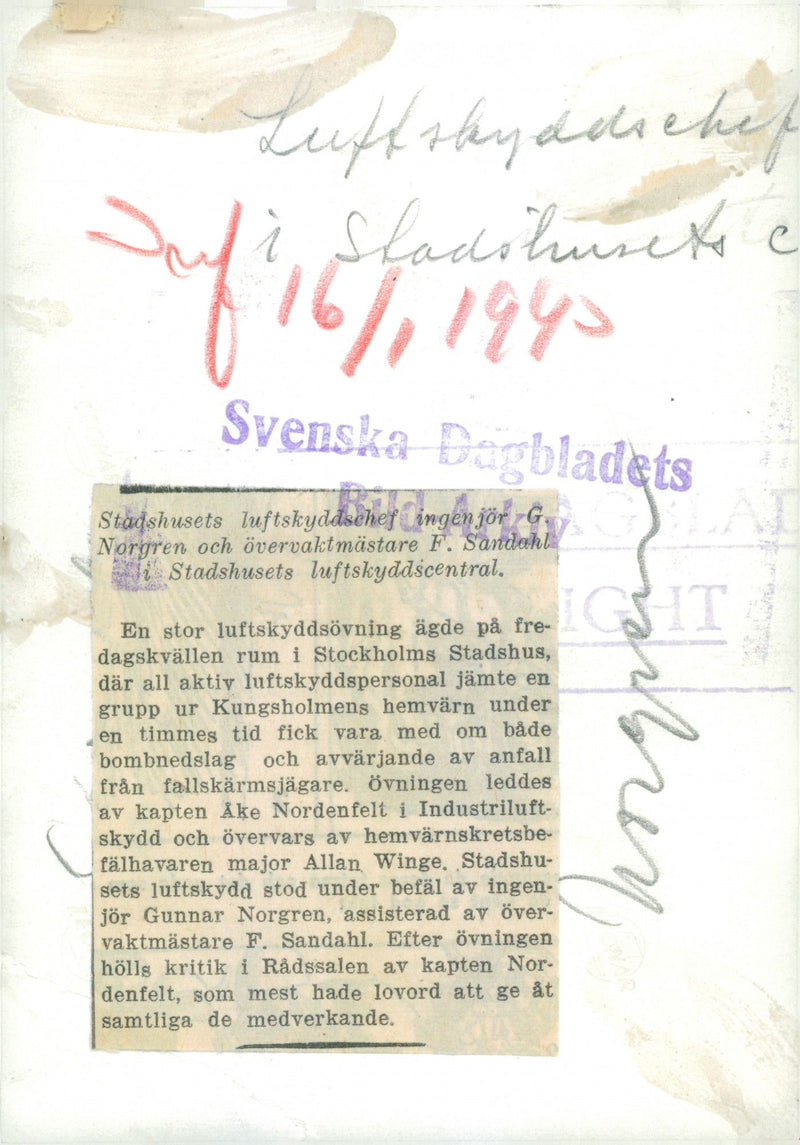 Luftskyddschef
i Stadshusets c
16/1 1943
Svenska Dagbladets
Bild-Arkiv
Stadshusets luftskyddschef ingenjör G.
Norgren och övervaktmästare F. Sandahl
i Stadshusets luftskyddscentral.
En stor luftskyddsövning ägde på fre-
dagskvällen rum i Stockholms Stadshus,
där all aktiv luftskyddspersonal jämte en
grupp ur Kungsholmens hemvärn under
en timmes tid fick vara med om både
bombnedslag och avvärjande av anfall
från fallskärmsjägare. Övningen leddes
av kapten Åke Nordenfelt i Industriluft-
skydd och övervars av hemvärnskretsbe-
fälhavaren major Allan Winge. Stadshu-
sets luftskydd stod under befäl av ingen-
jör Gunnar Norgren, assisterad av över-
vaktmästare F. Sandahl. Efter övningen
hölls kritik i Rådssalen av kapten Nor-
denfelt, som mest hade lovord att ge åt
samtliga de medverkande.
Norgren